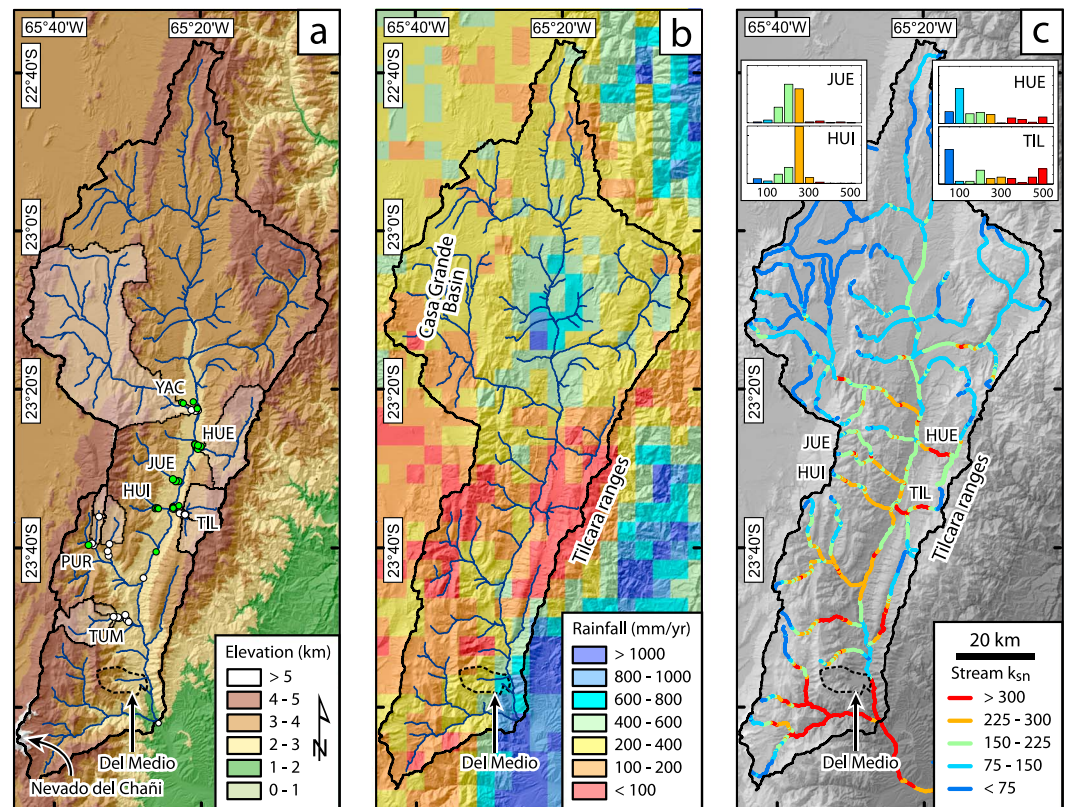 65°40'W
65°20'W
a
22°40'S
23°0'S
23°20'S
23°40'S
YAC
HUE
JUE
HUI
TIL
PUR
TUM
Del Medio
Nevado del Chañi
Elevation (km)
> 5
4 - 5
3 - 4
2 - 3
1 - 2
0 - 1
N
65°40'W
65°20'W
b
22°40'S
23°0'S
23°20'S
23°40'S
Casa Grande
Basin
Tilcara ranges
Del Medio
Rainfall (mm/yr)
> 1000
800 - 1000
600 - 800
400 - 600
200 - 400
100 - 200
< 100
65°40'W
65°20'W
c
22°40'S
23°0'S
23°20'S
23°40'S
JUE
HUI
100 300 500
HUE
TIL
100 300 500
JUE
HUI
HUE
TIL
Tilcara ranges
Del Medio
20 km
Stream ksn
> 300
225 - 300
150 - 225
75 - 150
< 75